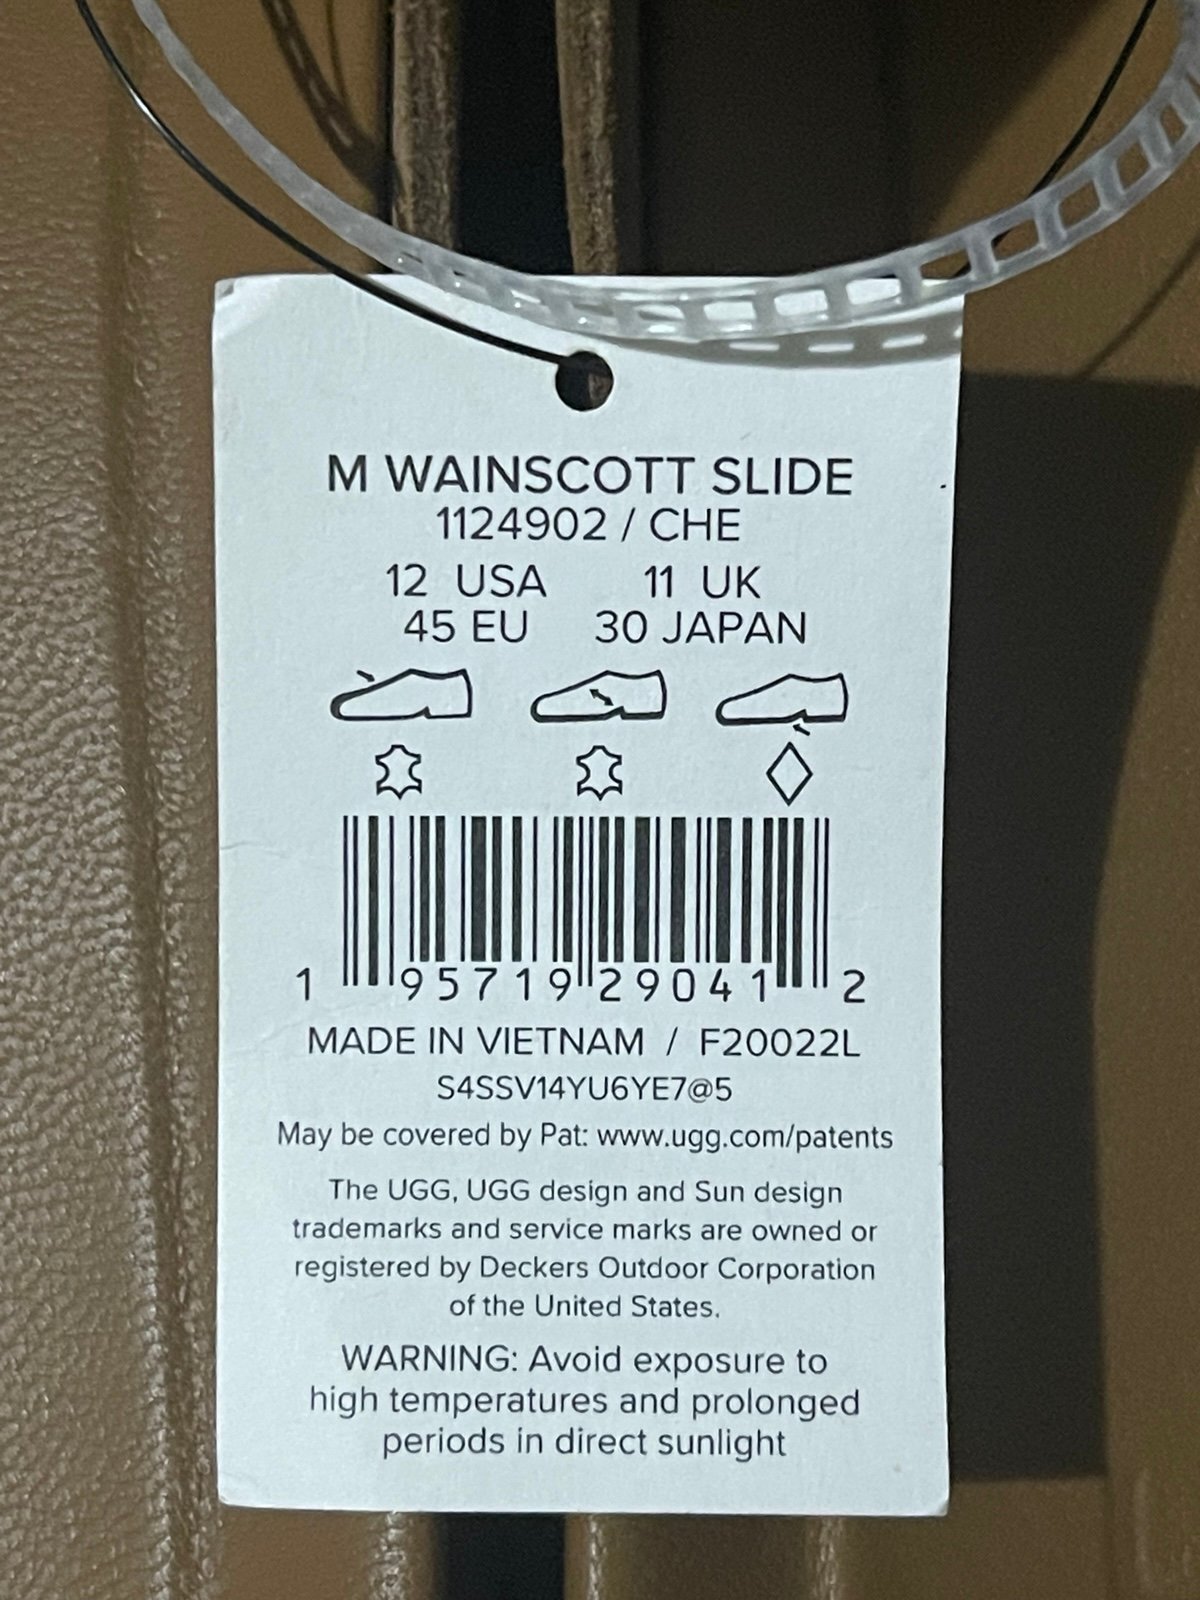 M WAINSCOTT SLIDE
1124902 / CHE
12 USA 11 UK
45 EU 30 JAPAN
1 95719 29041 2
MADE IN VIETNAM / F20022L
S4SSV14YU6YE7@5
May be covered by Pat: www.ugg.com/patents
The UGG, UGG design and Sun design
trademarks and service marks are owned or
registered by Deckers Outdoor Corporation
of the United States.
WARNING: Avoid exposure to
high temperatures and prolonged
periods in direct sunlight